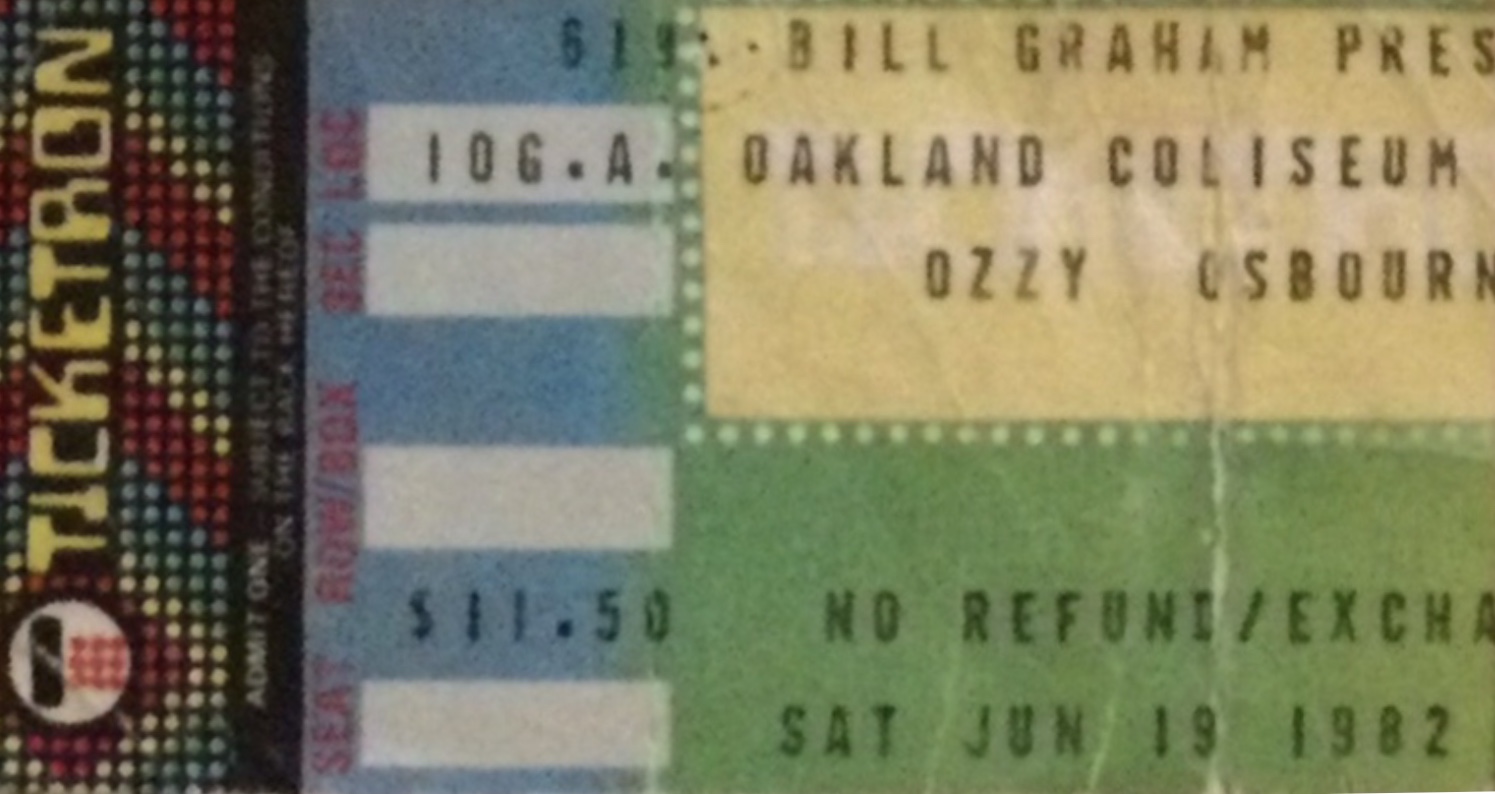 TICKETRON
ADMIT ONE SUBJECT TO THE CONDITIONS
ON THE BACK HEREOF
SEC LOC
ROW/BOX
SEAT
619. BILL GRAHAM PRES
10G.A. OAKLAND COLISEUM
OZZY OSBOURN
$11.50 NO REFUND/EXCHA
SAT JUN 19 1982